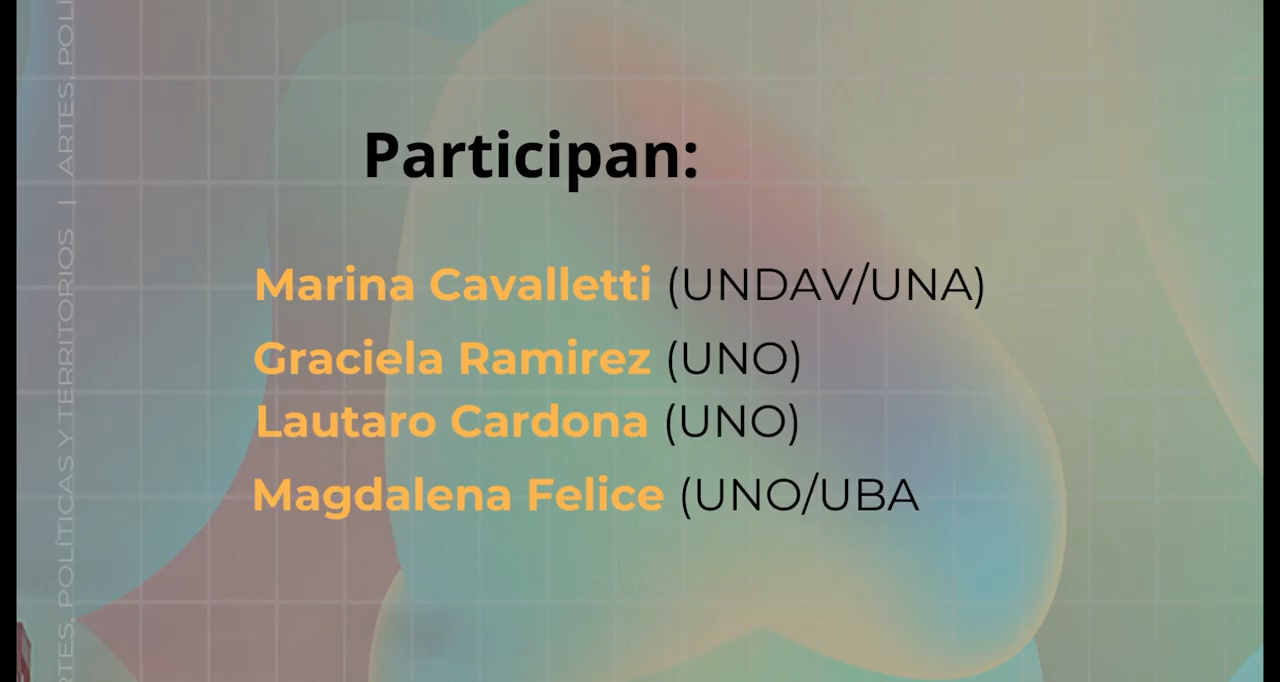 Participan:
Marina Cavalletti (UNDAV/UNA)
Graciela Ramirez (UNO)
Lautaro Cardona (UNO)
Magdalena Felice (UNO/UBA
ARTES, POLÍTICAS Y TERRITORIOS | ARTES, POLÍ